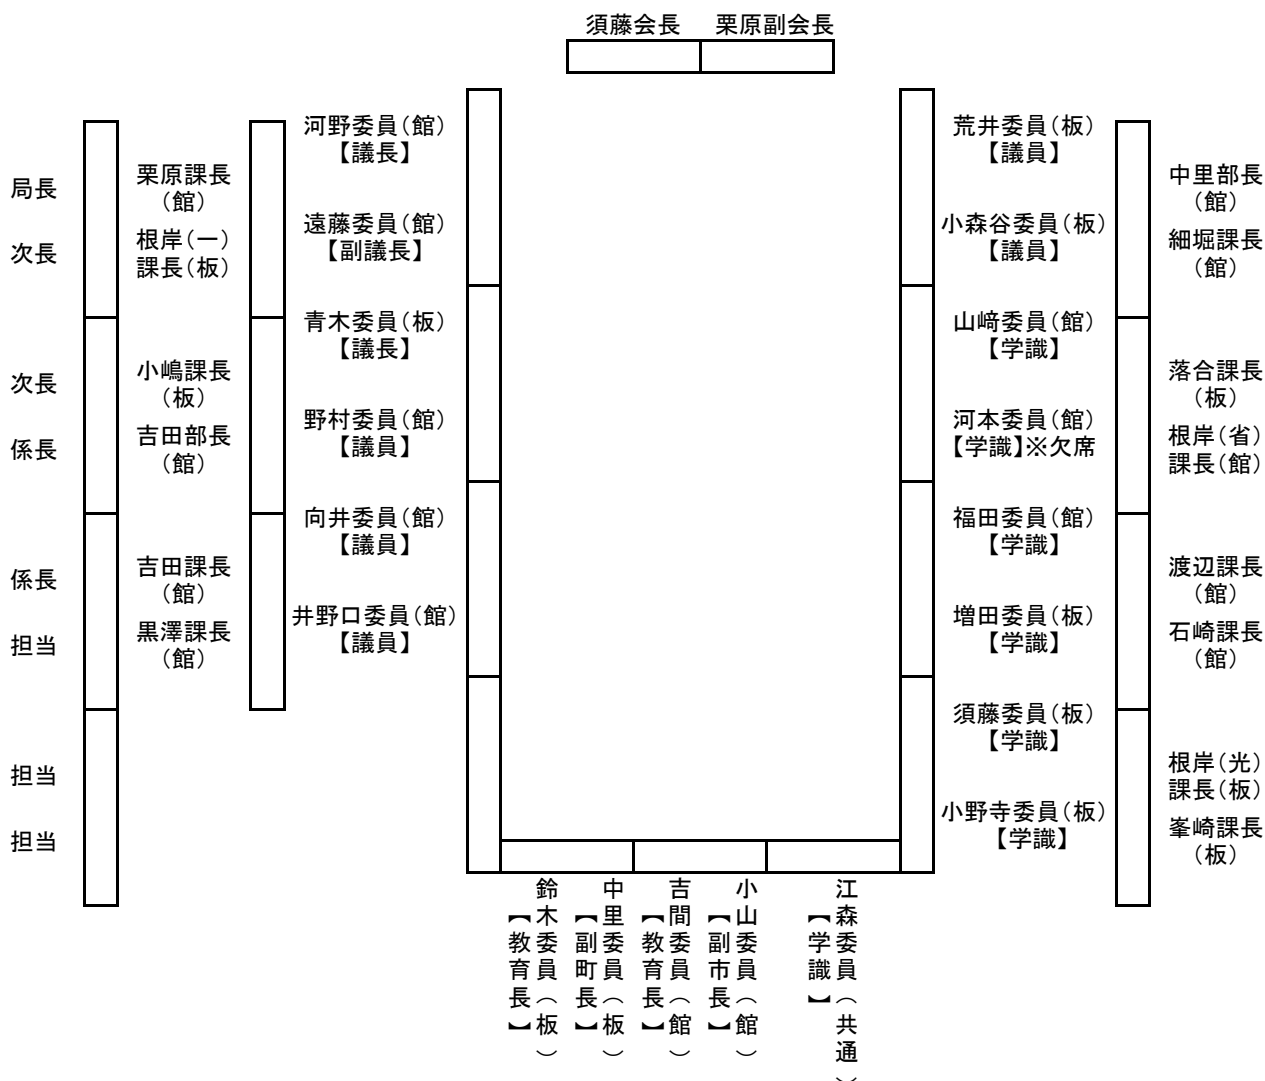 須藤会長 栗原副会長
局長
次長
次長
係長
係長
担当
担当
担当
栗原課長
（館）
根岸（一）
課長（板）
小嶋課長
（板）
吉田部長
（館）
吉田課長
（館）
黒澤課長
（館）
河野委員（館）
【議長】
遠藤委員（館）
【副議長】
青木委員（板）
【議長】
野村委員（館）
【議員】
向井委員（館）
【議員】
井野口委員（館）
【議員】
荒井委員（板）
【議員】
小森谷委員（板）
【議員】
山﨑委員（館）
【学識】
河本委員（館）
【学識】※欠席
福田委員（館）
【学識】
増田委員（板）
【学識】
須藤委員（板）
【学識】
小野寺委員（板）
【学識】
中里部長
（館）
細堀課長
（館）
落合課長
（板）
根岸（省）
課長（館）
渡辺課長
（館）
石崎課長
（館）
根岸（光）
課長（板）
峯崎課長
（板）
江森委員（共通）
【学識】
小山委員（館）
【副市長】
吉間委員（館）
【教育長】
中里委員（板）
【副町長】
鈴木委員（板）
【教育長】